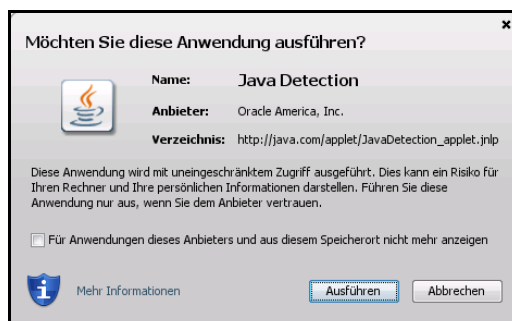 Möchten Sie diese Anwendung ausführen?
Name: Java Detection
Anbieter: Oracle America, Inc.
Verzeichnis: http://java.com/applet/JavaDetection_applet.jnlp
Diese Anwendung wird mit uneingeschränktem Zugriff ausgeführt. Dies kann ein Risiko für
Ihren Rechner und Ihre persönlichen Informationen darstellen. Führen Sie diese
Anwendung nur aus, wenn Sie dem Anbieter vertrauen.
Für Anwendungen dieses Anbieters und aus diesem Speicherort nicht mehr anzeigen
Mehr Informationen Ausführen Abbrechen